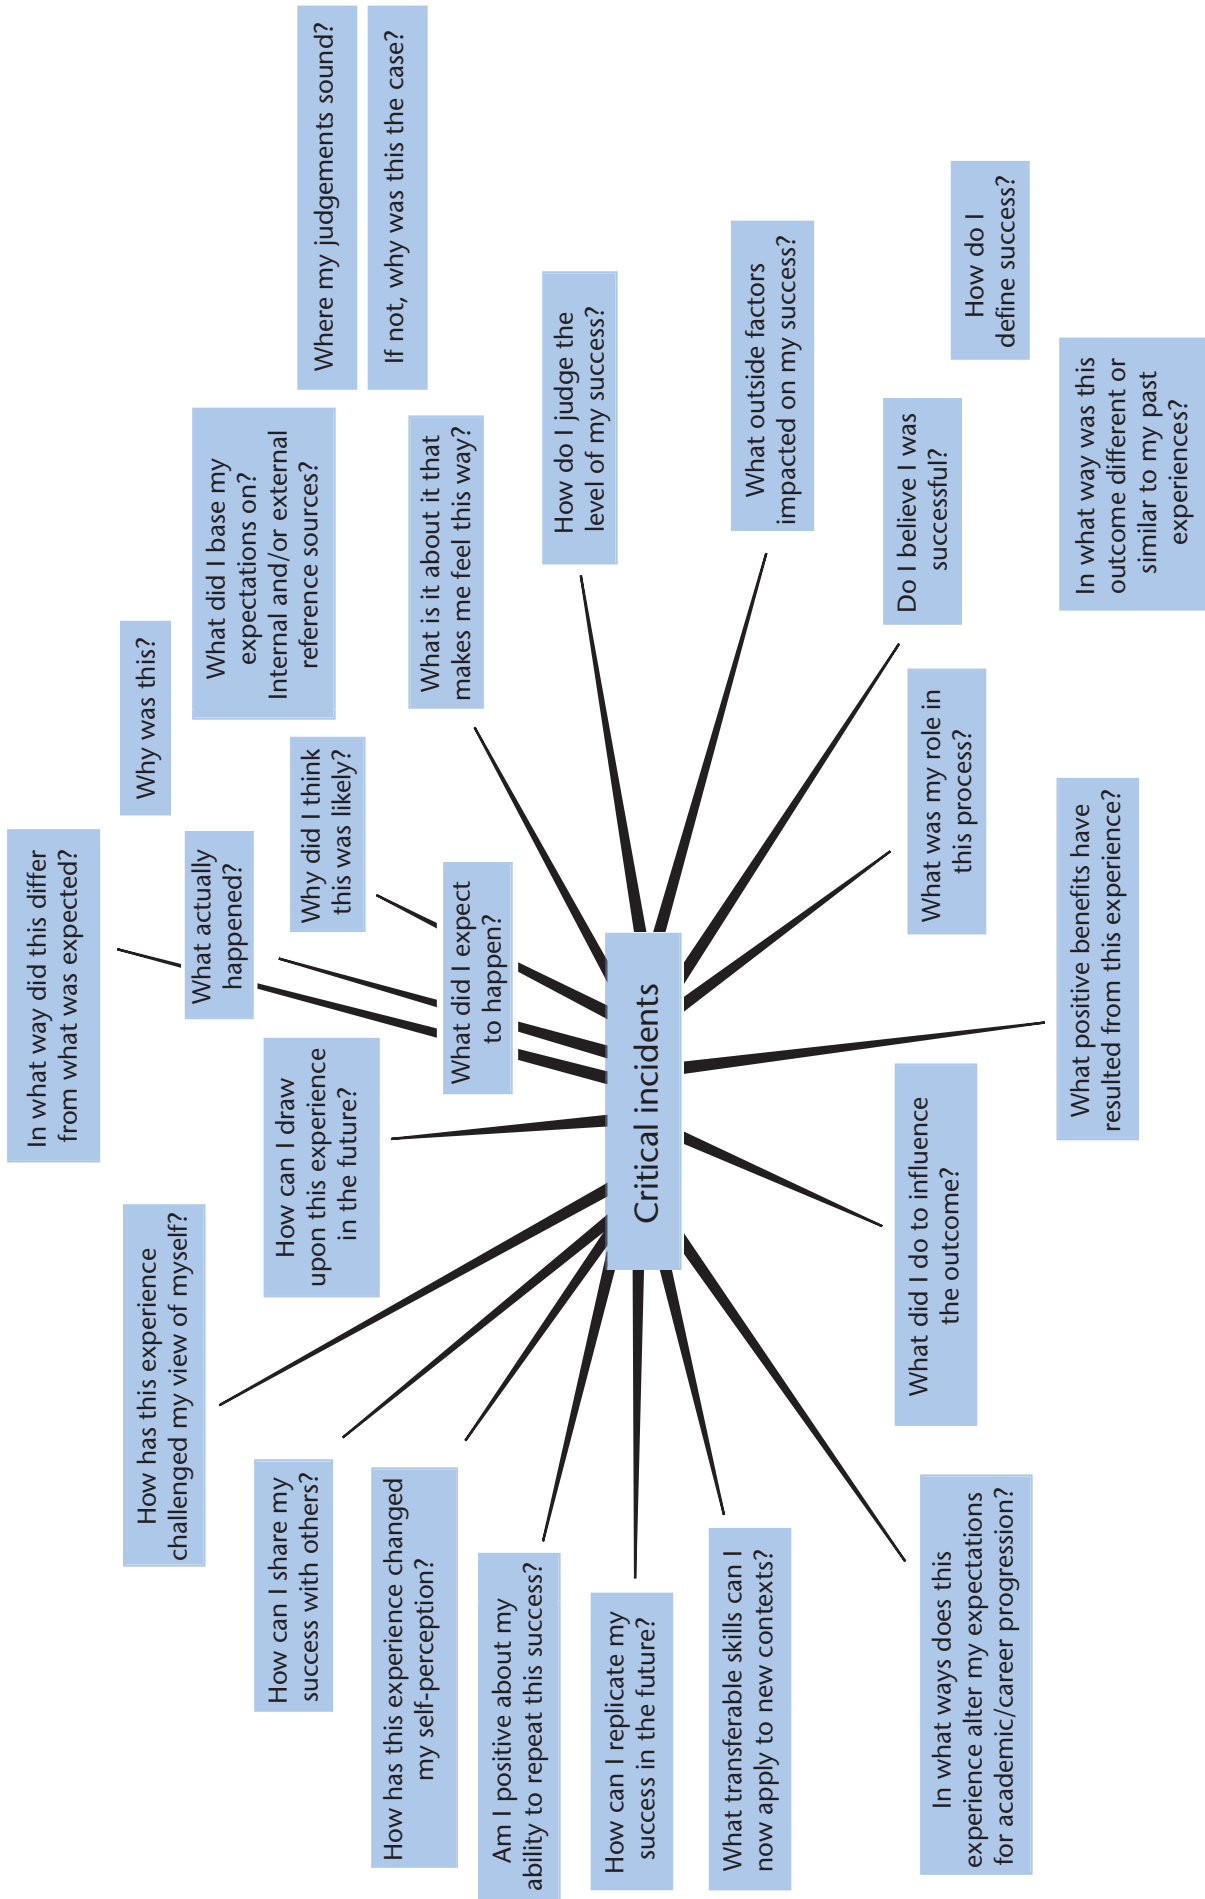 In what way did this differ
from what was expected?
Why was this?
What actually
happened?
What did I base my
expectations on?
Internal and/or external
reference sources?
Where my judgements sound?
If not, why was this the case?
Why did I think
this was likely?
What did I expect
to happen?
What is it about it that
makes me feel this way?
How do I judge the
level of my success?
What outside factors
impacted on my success?
Do I believe I was
successful?
How do I
define success?
In what way was this
outcome different or
similar to my past
experiences?
What was my role in
this process?
What positive benefits have
resulted from this experience?
Critical incidents
What did I do to influence
the outcome?
In what ways does this
experience alter my expectations
for academic/career progression?
What transferable skills can I
now apply to new contexts?
How can I replicate my
success in the future?
Am I positive about my
ability to repeat this success?
How has this experience changed
my self-perception?
How can I share my
success with others?
How has this experience
challenged my view of myself?
How can I draw
upon this experience
in the future?